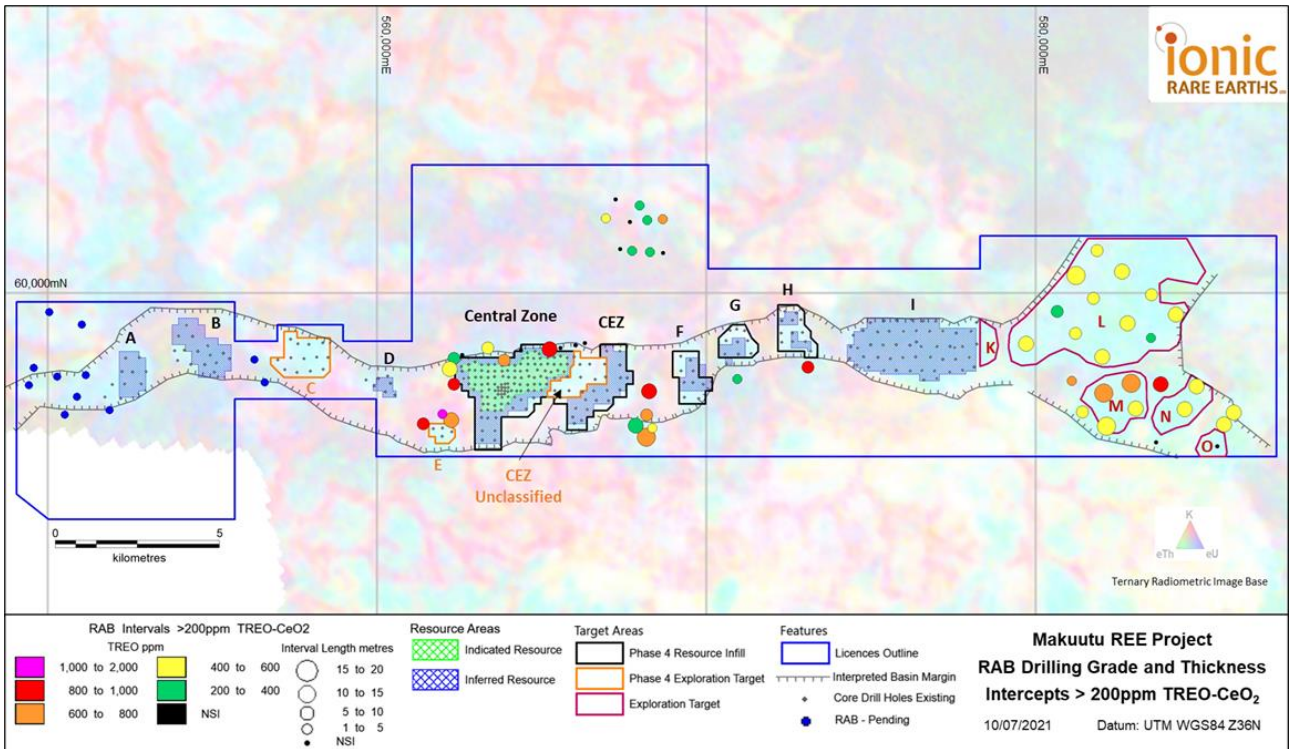 560,000mE
580,000mE
ionic
RARE EARTHS
60,000mN
A
B
C
D
Central Zone
CEZ
E
F
G
H
I
K
L
M
N
O
CEZ
Unclassified
0 5
kilometres
K
eTh eU
Ternary Radiometric Image Base
RAB Intervals >200ppm TREO-CeO2
TREO ppm
1,000 to 2,000
800 to 1,000
600 to 800
400 to 600
200 to 400
NSI
Interval Length metres
15 to 20
10 to 15
5 to 10
1 to 5
NSI
Resource Areas
Indicated Resource
Inferred Resource
Target Areas
Phase 4 Resource Infill
Phase 4 Exploration Target
Exploration Target
Features
Licences Outline
Interpreted Basin Margin
Core Drill Holes Existing
RAB - Pending
Makuutu REE Project
RAB Drilling Grade and Thickness
Intercepts > 200ppm TREO-CeO₂
10/07/2021 Datum: UTM WGS84 Z36N